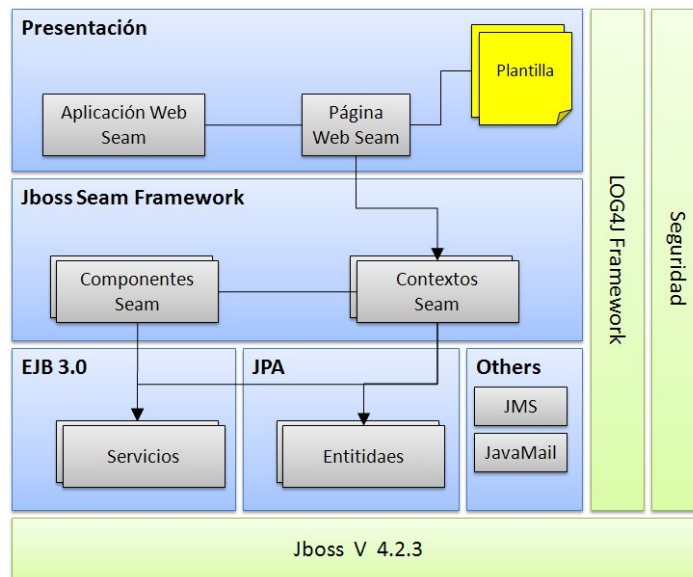 Presentación
Plantilla
Aplicación Web
Seam
Página
Web Seam
Jboss Seam Framework
Componentes
Seam
Contextos
Seam
EJB 3.0
JPA
Others
Servicios
Entitidaes
JMS
JavaMail
LOG4J Framework
Seguridad
Jboss V 4.2.3